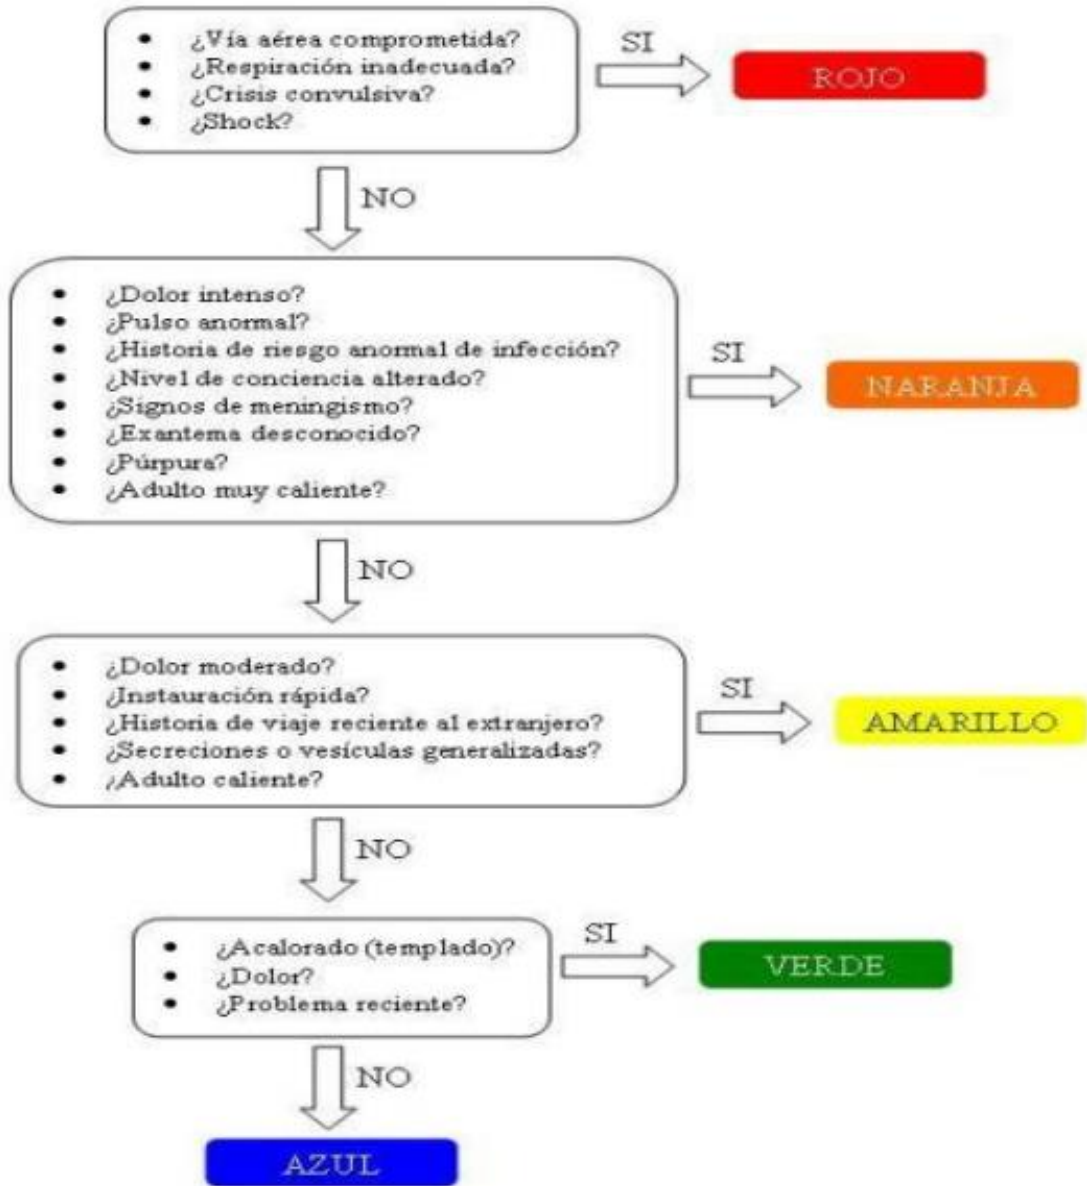 • ¿Vía aérea comprometida?
• ¿Respiración inadecuada?
• ¿Crisis convulsiva?
• ¿Shock?
SI
ROJO
NO
• ¿Dolor intenso?
• ¿Pulso anormal?
• ¿Historia de riesgo anormal de infección?
• ¿Nivel de conciencia alterado?
• ¿Signos de meningismo?
• ¿Exantema desconocido?
• ¿Púrpura?
• ¿Adulto muy caliente?
SI
NARANJA
NO
• ¿Dolor moderado?
• ¿Instauración rápida?
• ¿Historia de viaje reciente al extranjero?
• ¿Secreciones o vesículas generalizadas?
• ¿Adulto caliente?
SI
AMARILLO
NO
• ¿Acalorado (templado)?
• ¿Dolor?
• ¿Problema reciente?
SI
VERDE
NO
AZUL